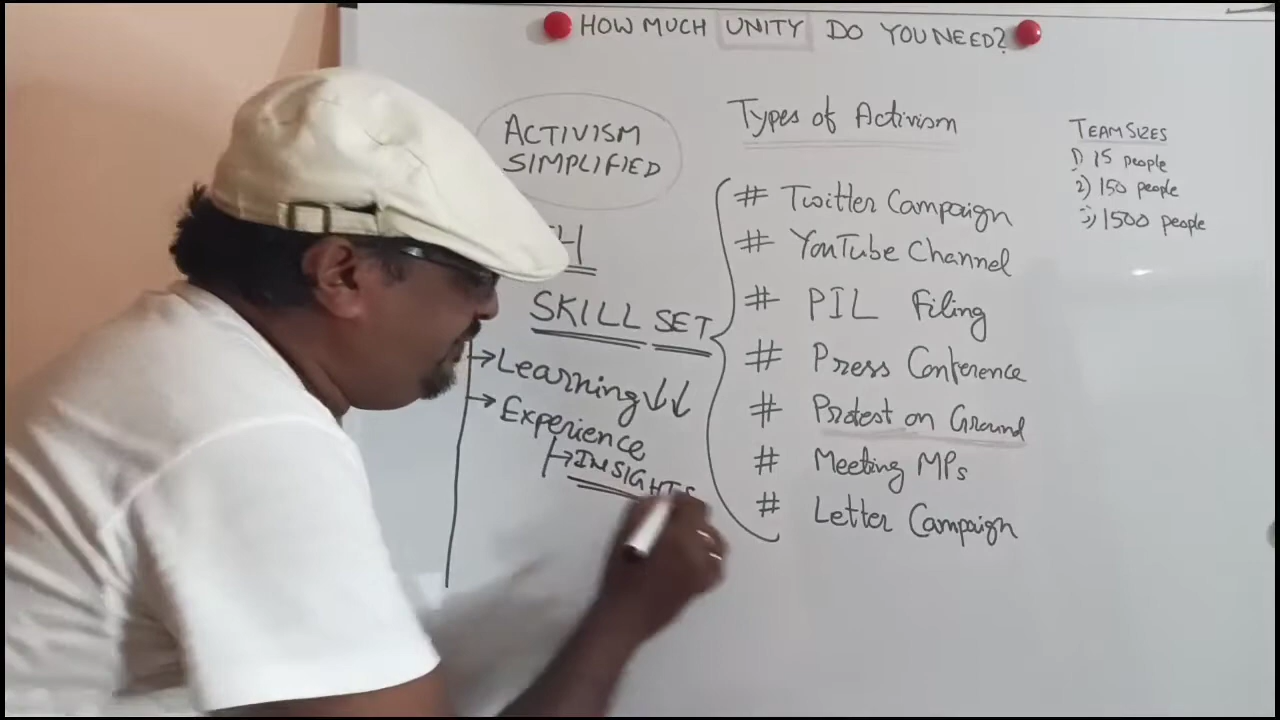 HOW MUCH UNITY DO YOU NEED?
ACTIVISM
SIMPLIFIED
SKILL SET
→ Learning ↓↓
→ Experience
→ INSIGHTS
Types of Activism
# Twitter Campaign
# YouTube Channel
# PIL Filing
# Press Conference
# Protest on Ground
# Meeting MPs
# Letter Campaign
TEAM SIZES
1) 15 people
2) 150 people
3) 1500 people